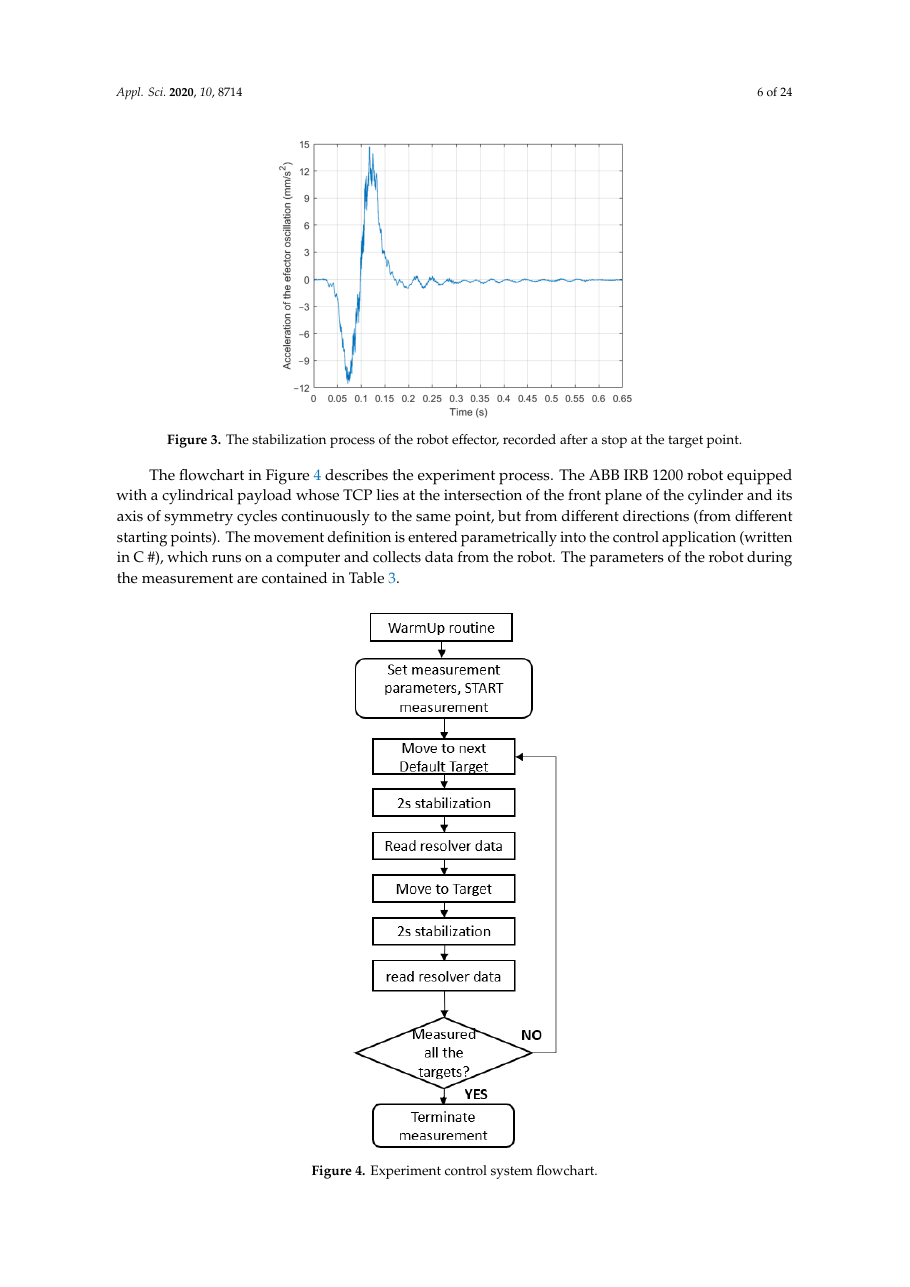 Appl. Sci. 2020, 10, 8714
6 of 24
15
12
9
6
3
0
−3
−6
−9
−12
Acceleration of the efector oscillation (mm/s²)
0 0.05 0.1 0.15 0.2 0.25 0.3 0.35 0.4 0.45 0.5 0.55 0.6 0.65
Time (s)
Figure 3. The stabilization process of the robot effector, recorded after a stop at the target point.
The flowchart in Figure 4 describes the experiment process. The ABB IRB 1200 robot equipped
with a cylindrical payload whose TCP lies at the intersection of the front plane of the cylinder and its
axis of symmetry cycles continuously to the same point, but from different directions (from different
starting points). The movement definition is entered parametrically into the control application (written
in C #), which runs on a computer and collects data from the robot. The parameters of the robot during
the measurement are contained in Table 3.
WarmUp routine
Set measurement
parameters, START
measurement
Move to next
Default Target
2s stabilization
Read resolver data
Move to Target
2s stabilization
read resolver data
Measured
all the
targets?
NO
YES
Terminate
measurement
Figure 4. Experiment control system flowchart.